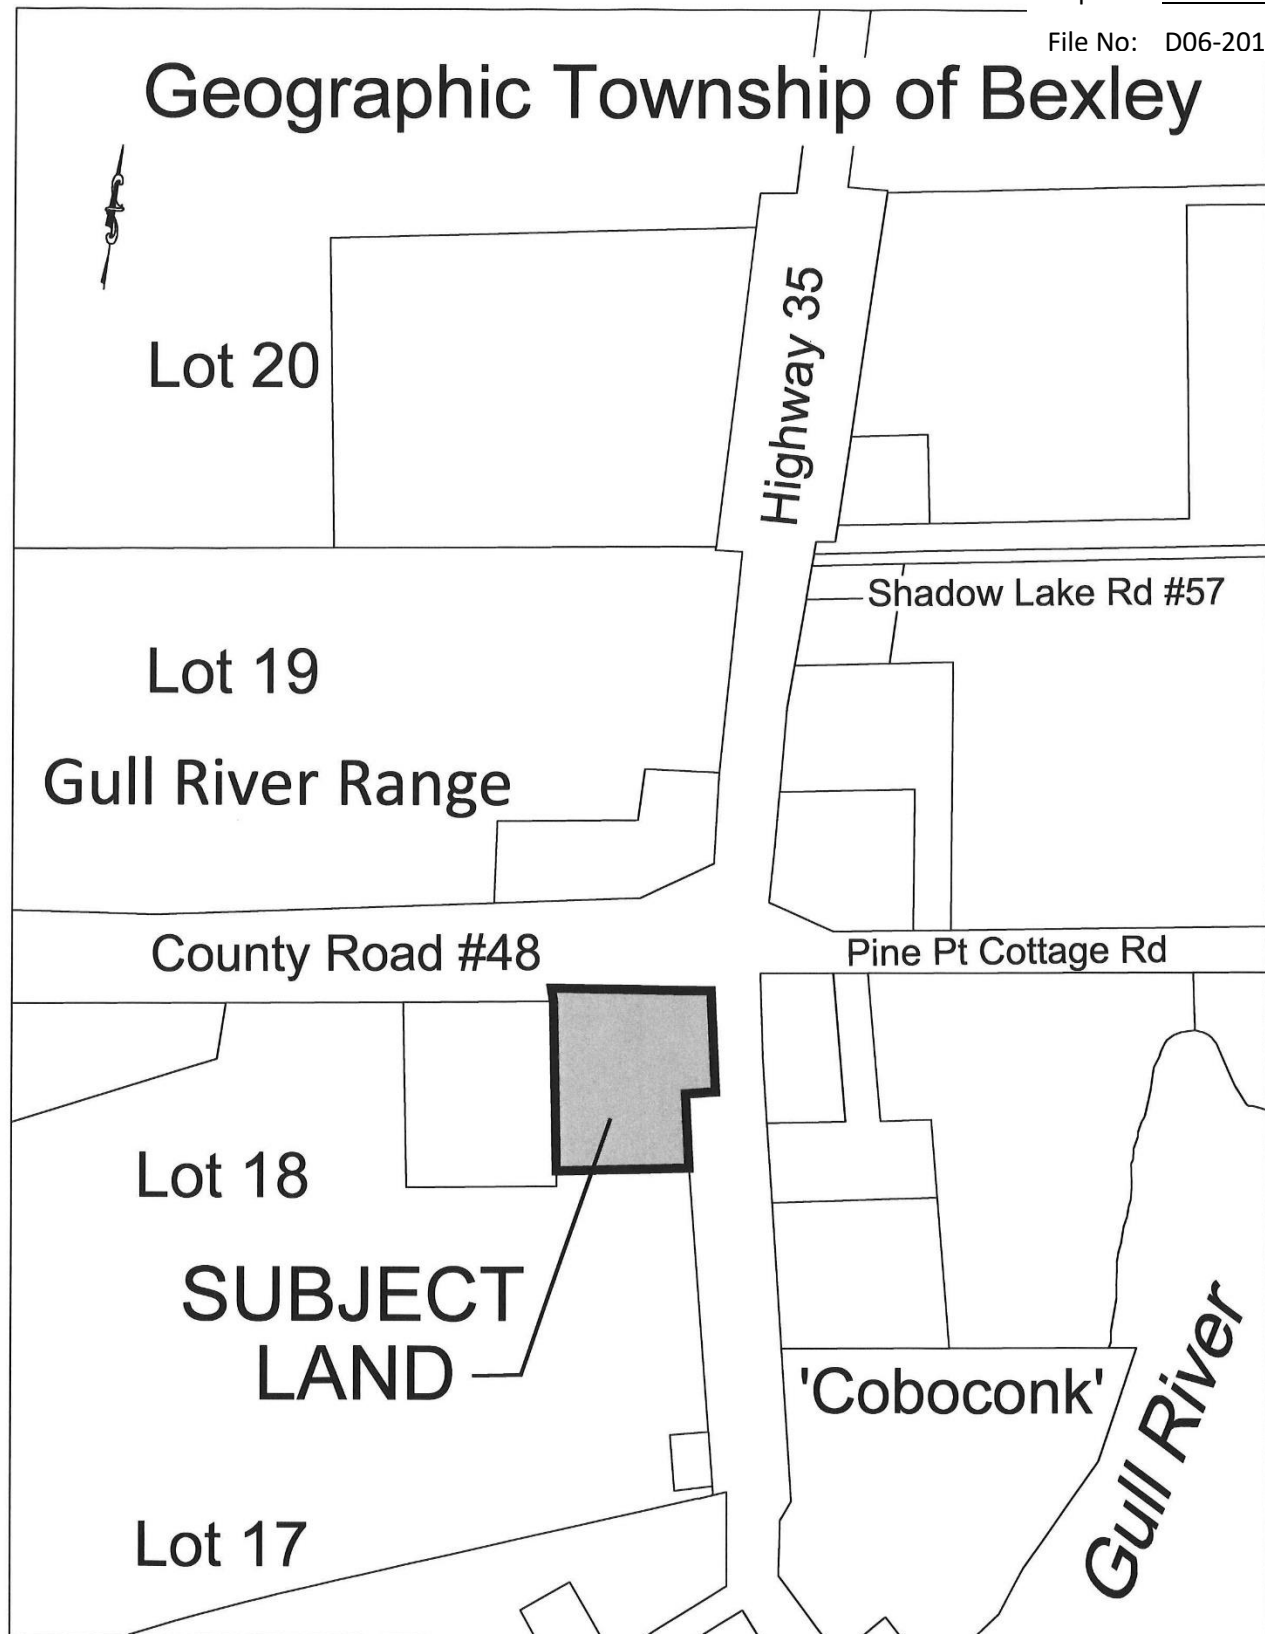 File No: D06-201
Geographic Township of Bexley
Highway 35
Lot 20
Shadow Lake Rd #57
Lot 19
Gull River Range
County Road #48
Pine Pt Cottage Rd
Lot 18
SUBJECT
LAND
'Coboconk'
Gull River
Lot 17